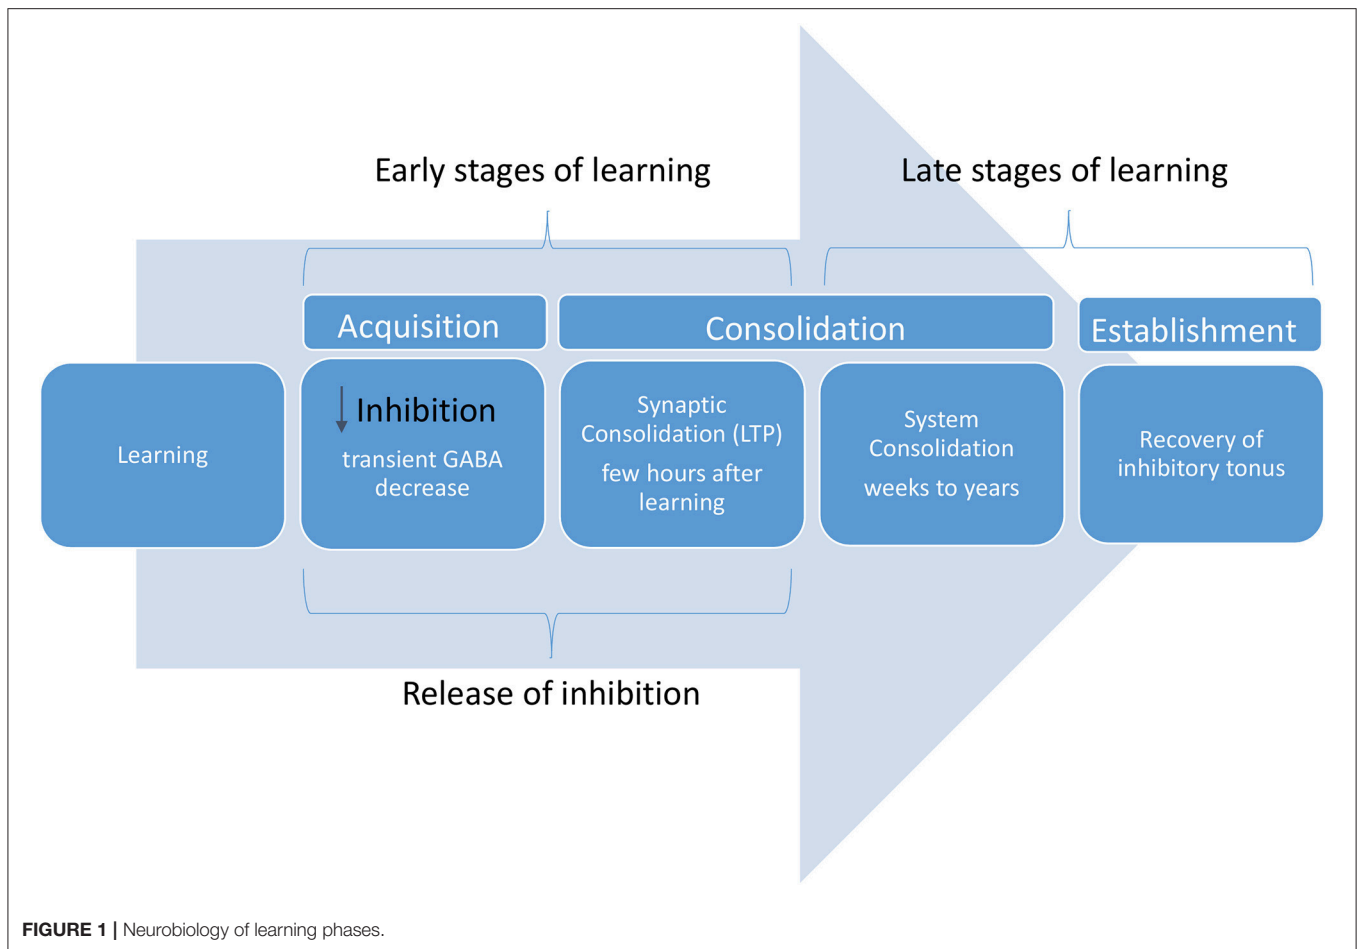 Early stages of learning
Late stages of learning
Acquisition
Consolidation
Establishment
Learning
↓ Inhibition
transient GABA
decrease
Synaptic
Consolidation (LTP)
few hours after
learning
System
Consolidation
weeks to years
Recovery of
inhibitory tonus
Release of inhibition
FIGURE 1 | Neurobiology of learning phases.